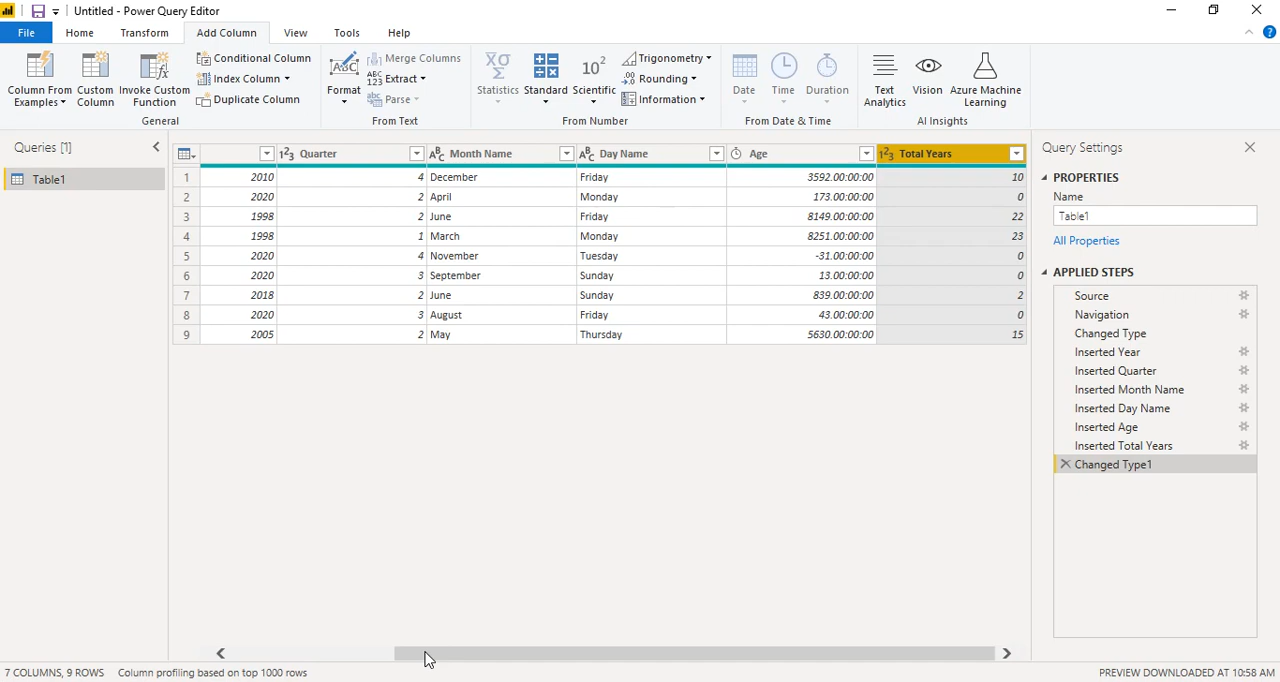 Untitled - Power Query Editor
File Home Transform Add Column View Tools Help
Column From Examples
Custom Column
Invoke Custom Function
Conditional Column
Index Column
Duplicate Column
General
Format
Merge Columns
Extract
Parse
From Text
Statistics
Standard
Scientific
Trigonometry
Rounding
Information
From Number
Date
Time
Duration
From Date & Time
Text Analytics
Vision
Azure Machine Learning
AI Insights
Queries [1]
Table1
Quarter Month Name Day Name Age Total Years
1 2010 4 December Friday 3592.00:00:00 10
2 2020 2 April Monday 173.00:00:00 0
3 1998 2 June Friday 8149.00:00:00 22
4 1998 1 March Monday 8251.00:00:00 23
5 2020 4 November Tuesday -31.00:00:00 0
6 2020 3 September Sunday 13.00:00:00 0
7 2018 2 June Sunday 839.00:00:00 2
8 2020 3 August Friday 43.00:00:00 0
9 2005 2 May Thursday 5630.00:00:00 15
Query Settings
PROPERTIES
Name
Table1
All Properties
APPLIED STEPS
Source
Navigation
Changed Type
Inserted Year
Inserted Quarter
Inserted Month Name
Inserted Day Name
Inserted Age
Inserted Total Years
Changed Type1
7 COLUMNS, 9 ROWS Column profiling based on top 1000 rows PREVIEW DOWNLOADED AT 10:58 AM